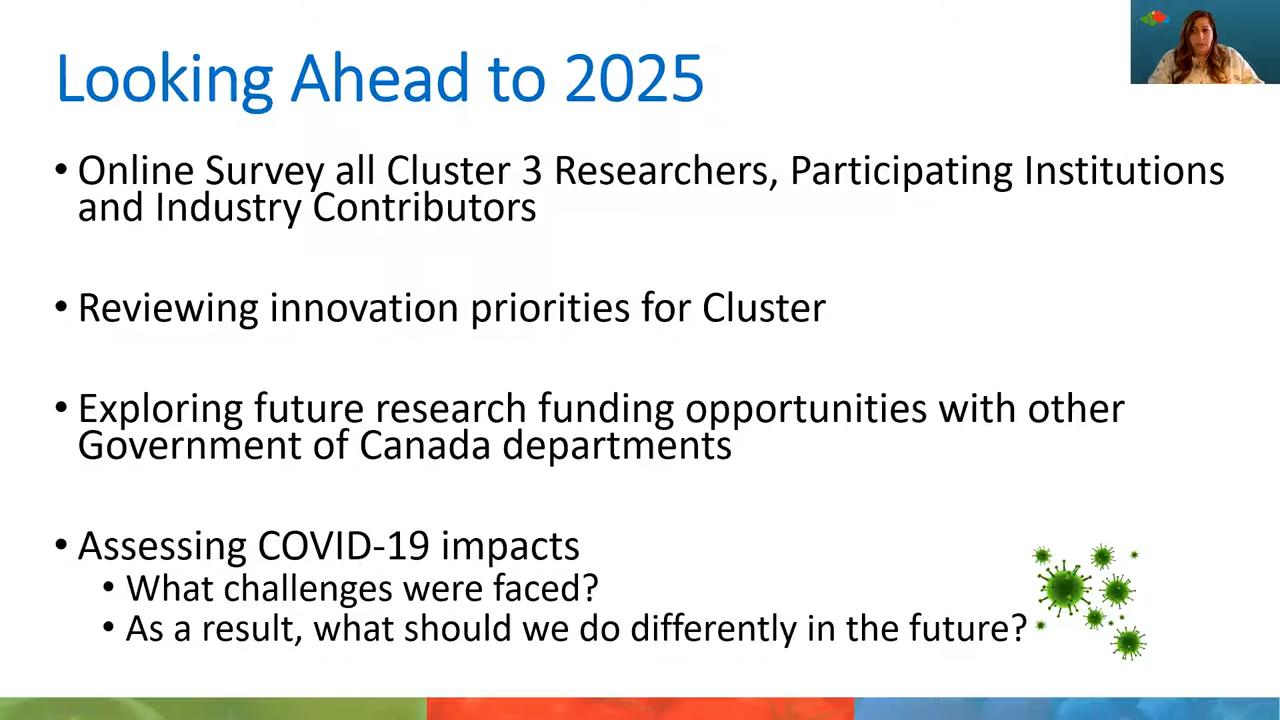 Looking Ahead to 2025
• Online Survey all Cluster 3 Researchers, Participating Institutions
and Industry Contributors
• Reviewing innovation priorities for Cluster
• Exploring future research funding opportunities with other
Government of Canada departments
• Assessing COVID-19 impacts
• What challenges were faced?
• As a result, what should we do differently in the future?